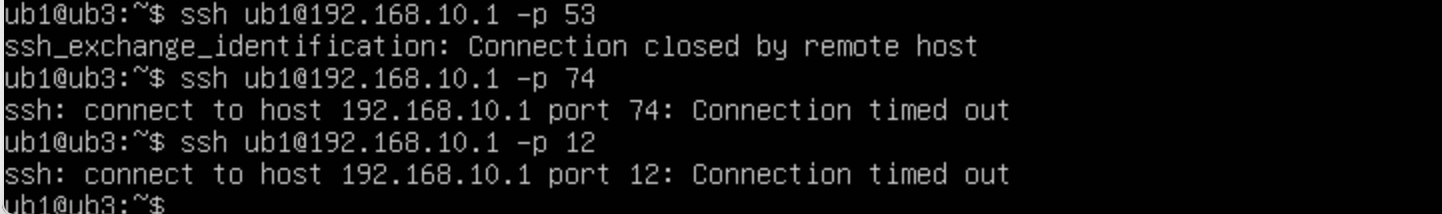 ub1@ub3:~$ ssh ub1@192.168.10.1 -p 53
ssh_exchange_identification: Connection closed by remote host
ub1@ub3:~$ ssh ub1@192.168.10.1 -p 74
ssh: connect to host 192.168.10.1 port 74: Connection timed out
ub1@ub3:~$ ssh ub1@192.168.10.1 -p 12
ssh: connect to host 192.168.10.1 port 12: Connection timed out
ub1@ub3:~$